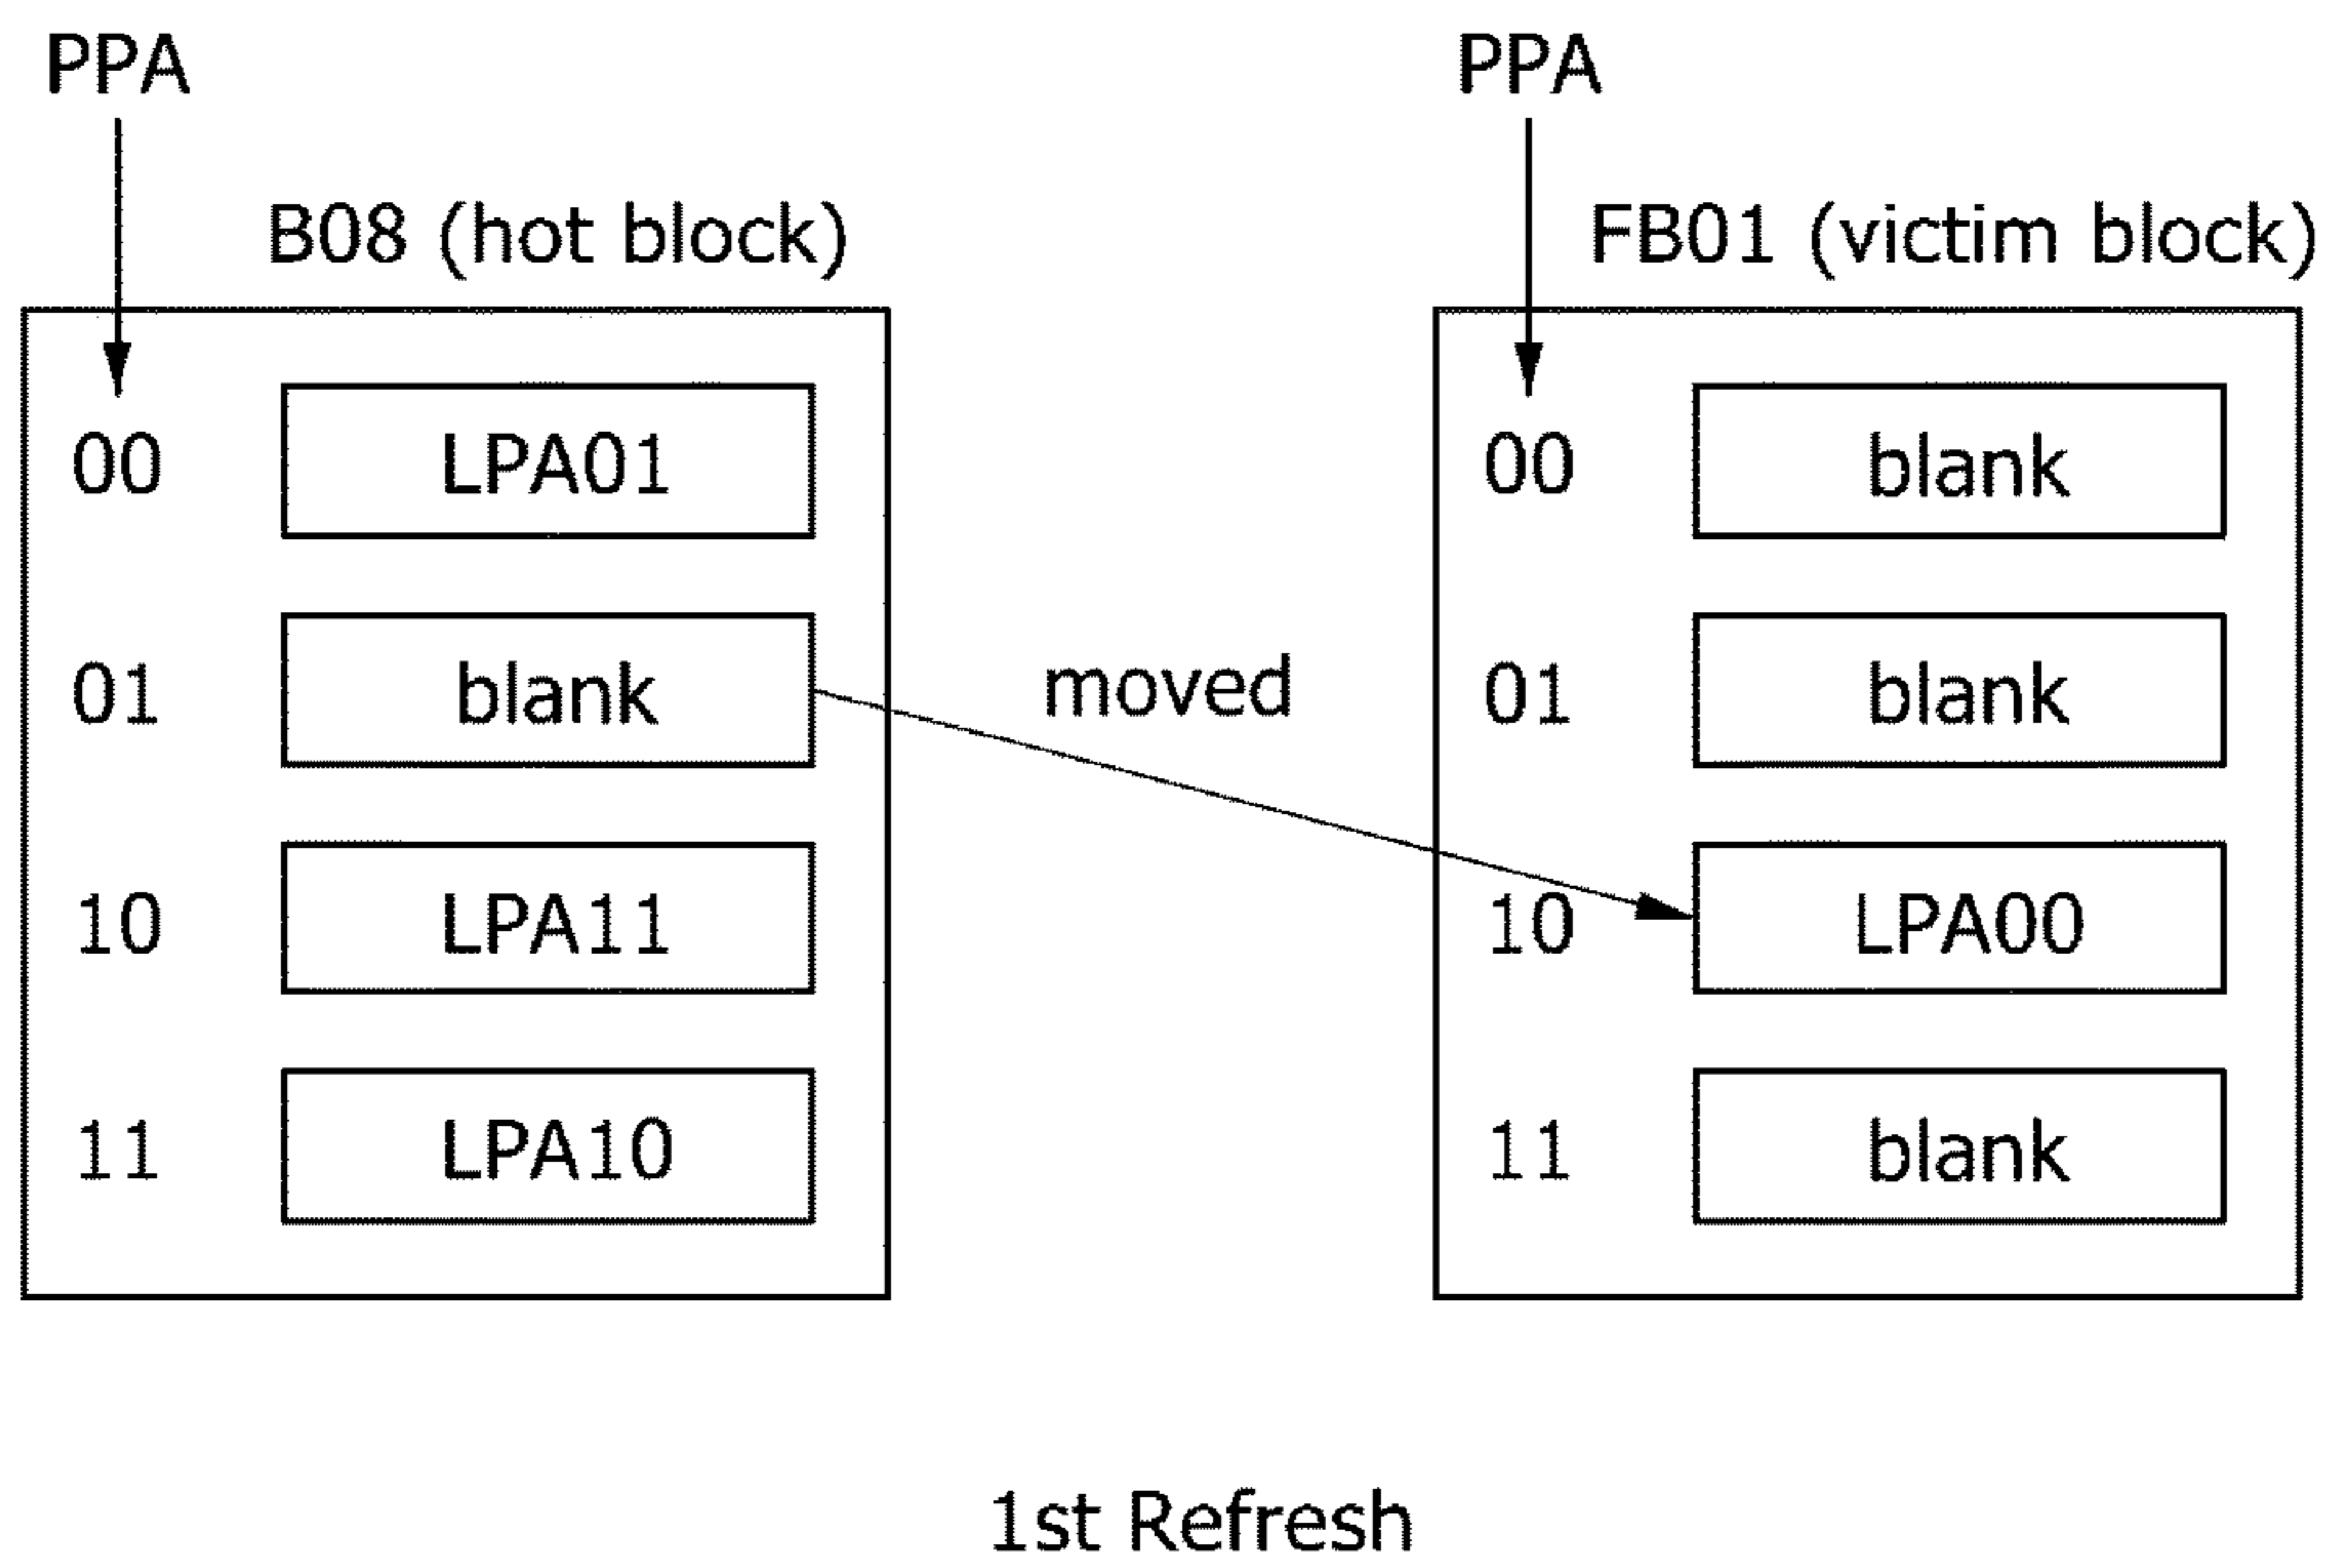 PPA PPA
B08 (hot block) FB01 (victim block)
00 LPA01 00 blank
01 blank moved 01 blank
10 LPA11 10 LPA00
11 LPA10 11 blank
1st Refresh